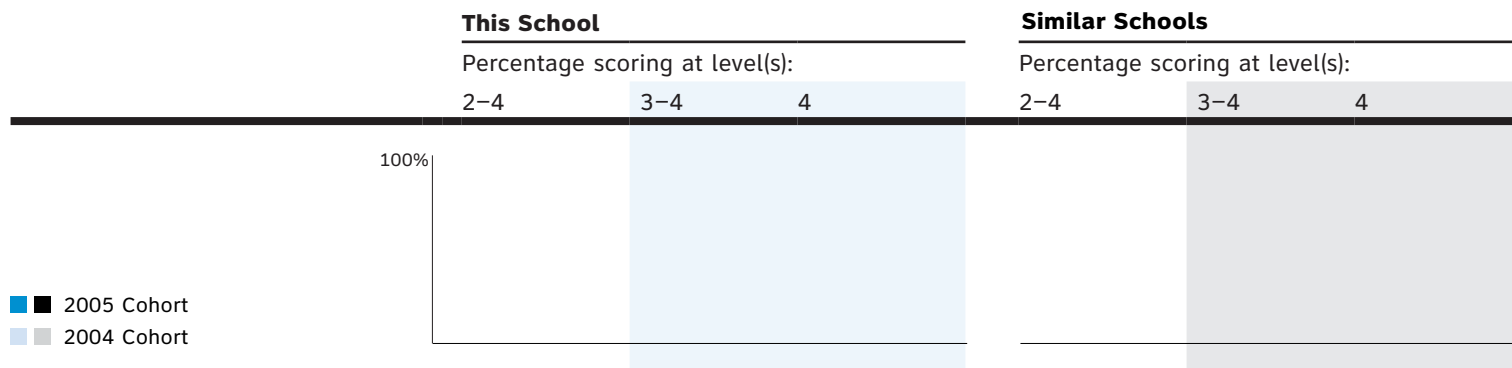 This School
Similar Schools
Percentage scoring at level(s):
Percentage scoring at level(s):
2–4 3–4 4
2–4 3–4 4
100%
2005 Cohort
2004 Cohort